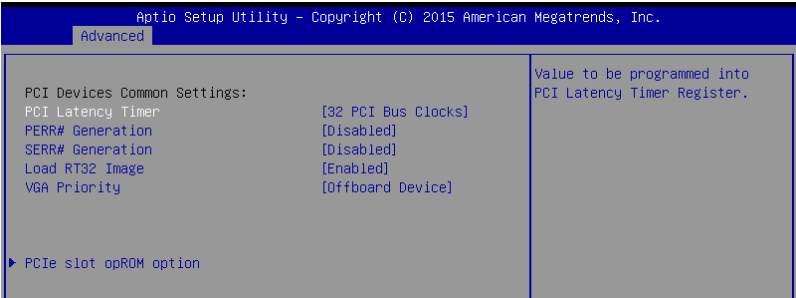 Aptio Setup Utility – Copyright (C) 2015 American Megatrends, Inc.
Advanced
PCI Devices Common Settings:
PCI Latency Timer [32 PCI Bus Clocks]
PERR# Generation [Disabled]
SERR# Generation [Disabled]
Load RT32 Image [Enabled]
VGA Priority [Offboard Device]
PCIe slot opROM option
Value to be programmed into
PCI Latency Timer Register.